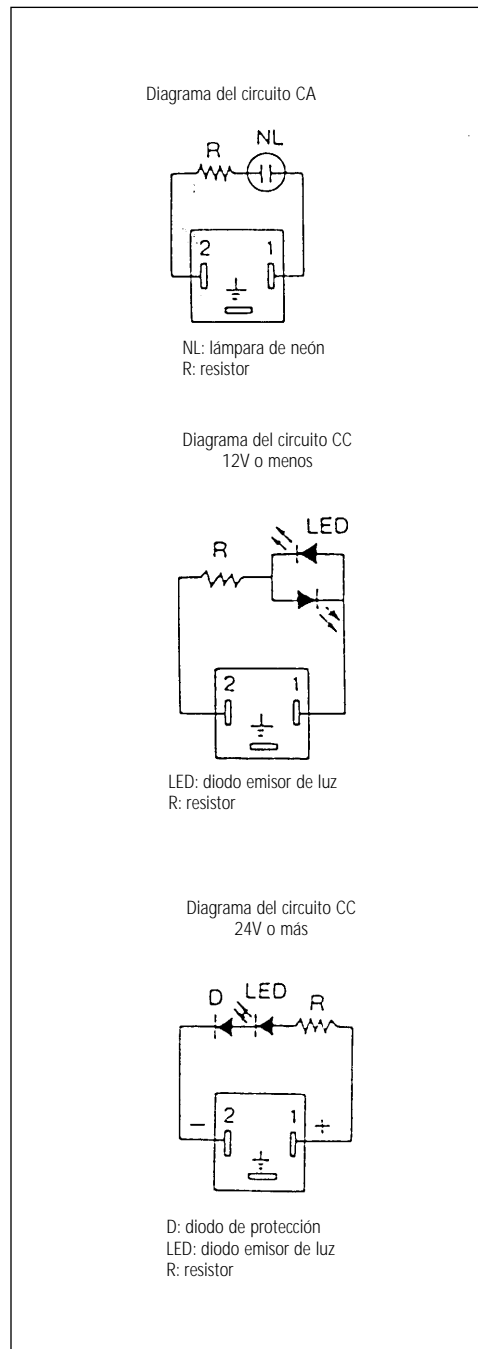 Diagrama del circuito CA
R NL
2 1
NL: lámpara de neón
R: resistor
Diagrama del circuito CC
12V o menos
LED
R
2 1
LED: diodo emisor de luz
R: resistor
Diagrama del circuito CC
24V o más
D LED R
− 2 1 +
D: diodo de protección
LED: diodo emisor de luz
R: resistor